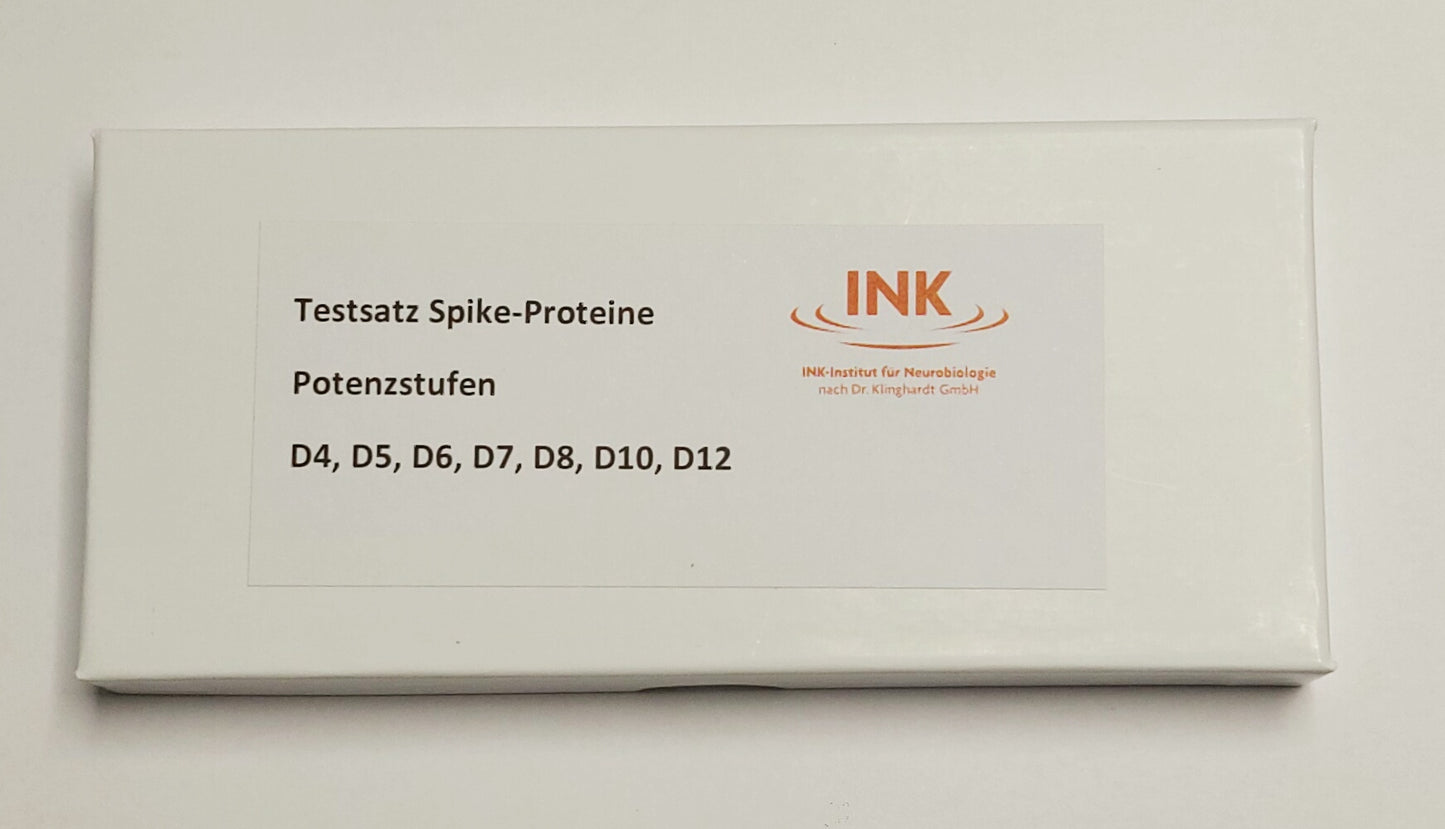 Testsatz Spike-Proteine
Potenzstufen
D4, D5, D6, D7, D8, D10, D12
INK
INK-Institut für Neurobiologie
nach Dr. Klinghardt GmbH